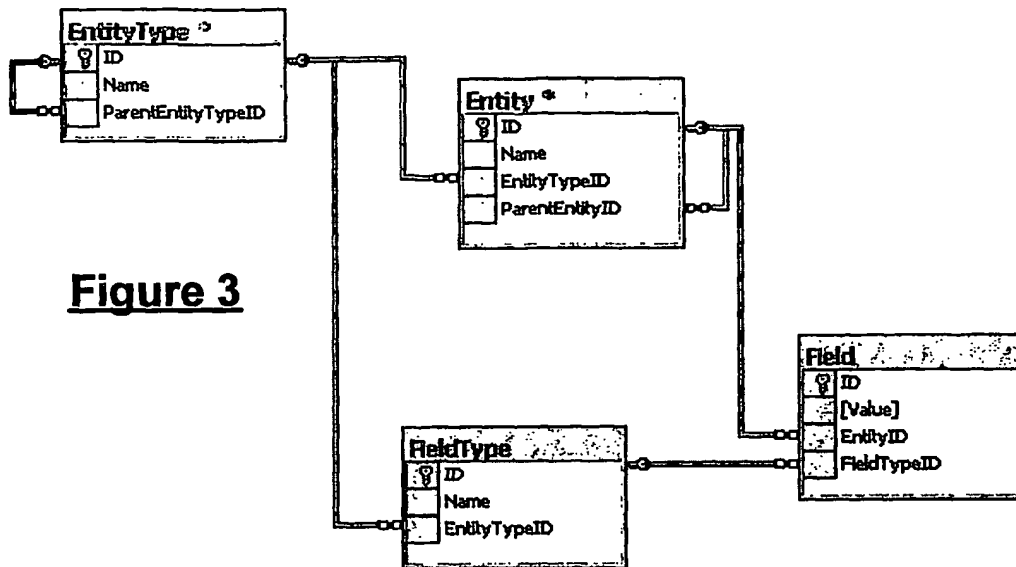 EntityType
ID
Name
ParentEntityTypeID
Entity
ID
Name
EntityTypeID
ParentEntityID
Figure 3
Field
ID
[Value]
EntityID
FieldTypeID
FieldType
ID
Name
EntityTypeID